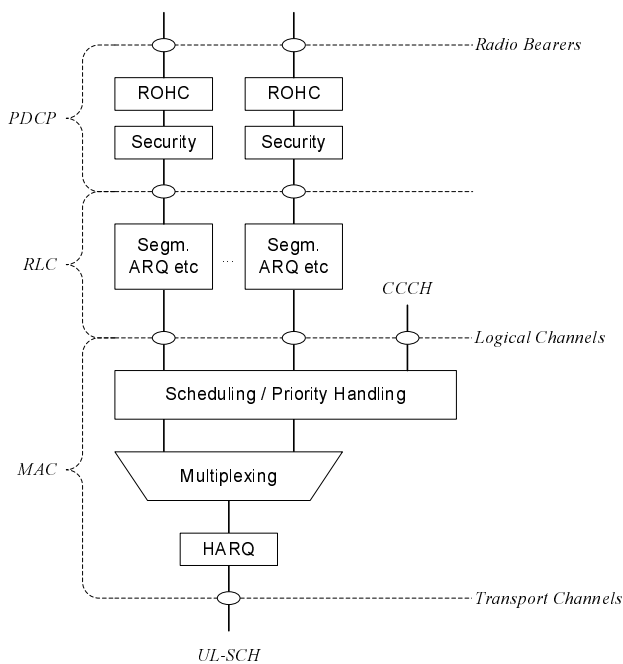 Radio Bearers
ROHC
ROHC
PDCP
Security
Security
Segm.
ARQ etc
...
Segm.
ARQ etc
RLC
CCCH
Logical Channels
Scheduling / Priority Handling
MAC
Multiplexing
HARQ
Transport Channels
UL-SCH